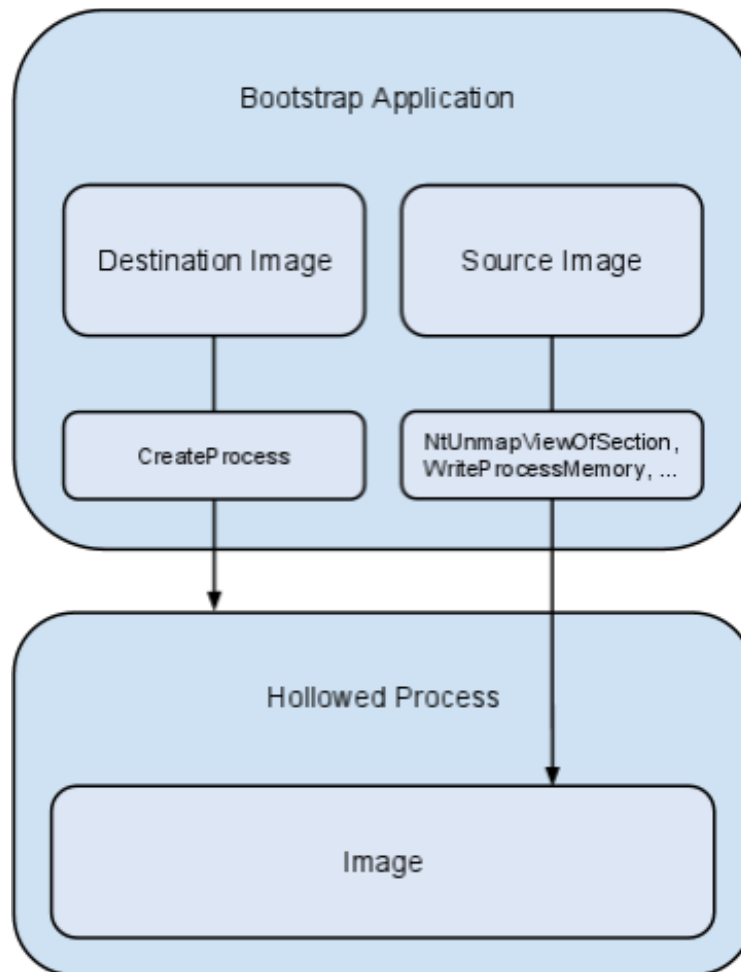 Bootstrap Application
Destination Image
Source Image
CreateProcess
NtUnmapViewOfSection,
WriteProcessMemory, ...
Hollowed Process
Image